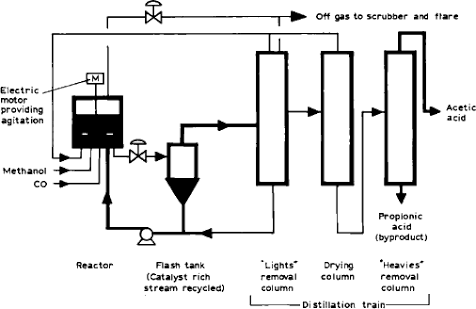 Off gas to scrubber and flare
Electric
motor
providing
agitation
M
Acetic
acid
Methanol
CO
Propionic
acid
(byproduct)
Reactor
Flash tank
(Catalyst rich
stream recycled)
"Lights"
removal
column
Drying
column
"Heavies"
removal
column
Distillation train